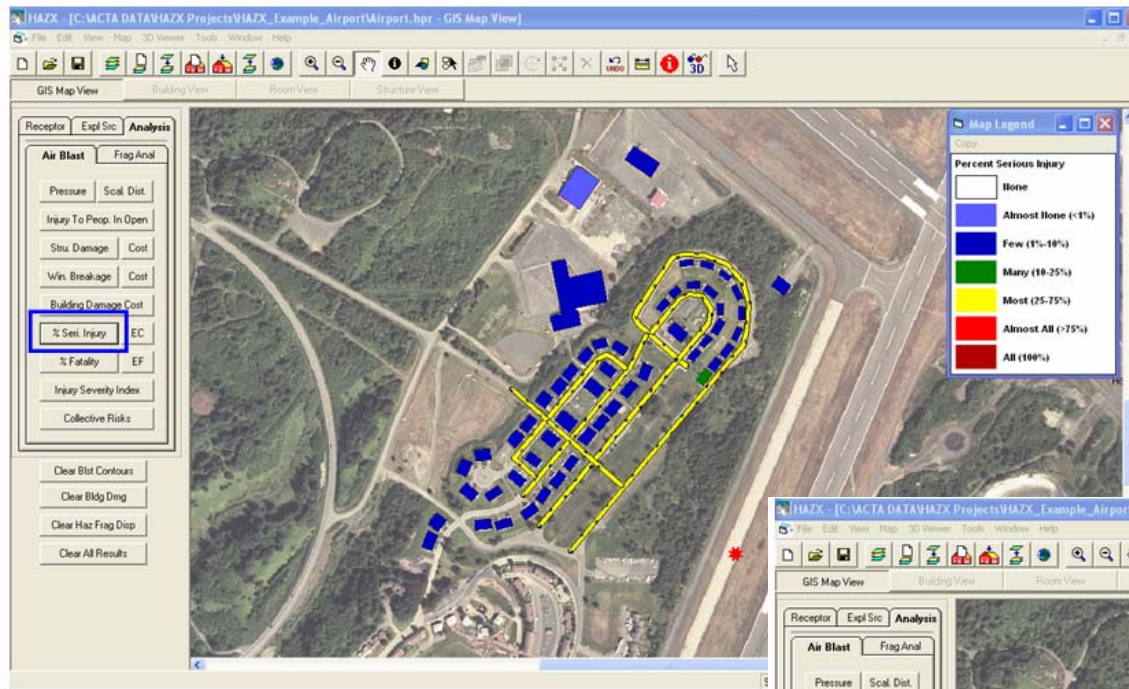 HAZX - [C:\ACTA DATA\HAZX Projects\HAZX_Example_Airport\Airport.hpr - GIS Map View]
File Edit View Map 3D Viewer Tools Window Help
UNDO 3D
GIS Map View Building View Room View Structure View
Receptor Expl Src Analysis
Air Blast Frag Anal
Pressure Scal. Dist.
Injury To Peop. In Open
Stru. Damage Cost
Win. Breakage Cost
Building Damage Cost
% Seri. Injury EC
% Fatality EF
Injury Severity Index
Collective Risks
Clear Blst Contours
Clear Bldg Dmg
Clear Haz Frag Disp
Clear All Results
Map Legend
Copy
Percent Serious Injury
None
Almost None (<1%)
Few (1%-10%)
Many (10-25%)
Most (25-75%)
Almost All (>75%)
All (100%)
HAZX - [C:\ACTA DATA\HAZX Projects\HAZX_Example_Airpor
File Edit View Map 3D Viewer Tools Window Help
GIS Map View Building View Room View
Receptor Expl Src Analysis
Air Blast Frag Anal
Pressure Scal. Dist.